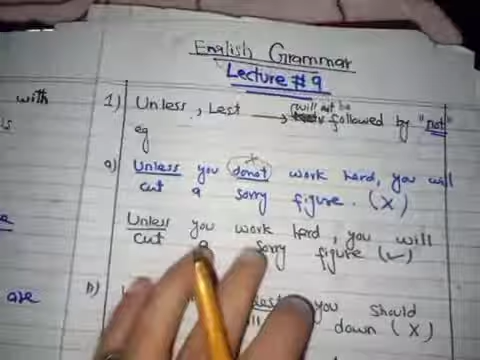 English Grammar
Lecture # 9
with
1) Unless, Lest → will not be followed by "not"
eg
a) Unless you donot work hard, you will
cut a sorry figure. (X)
Unless you work hard, you will
cut a sorry figure (✓)
are
b) you should
down (X)